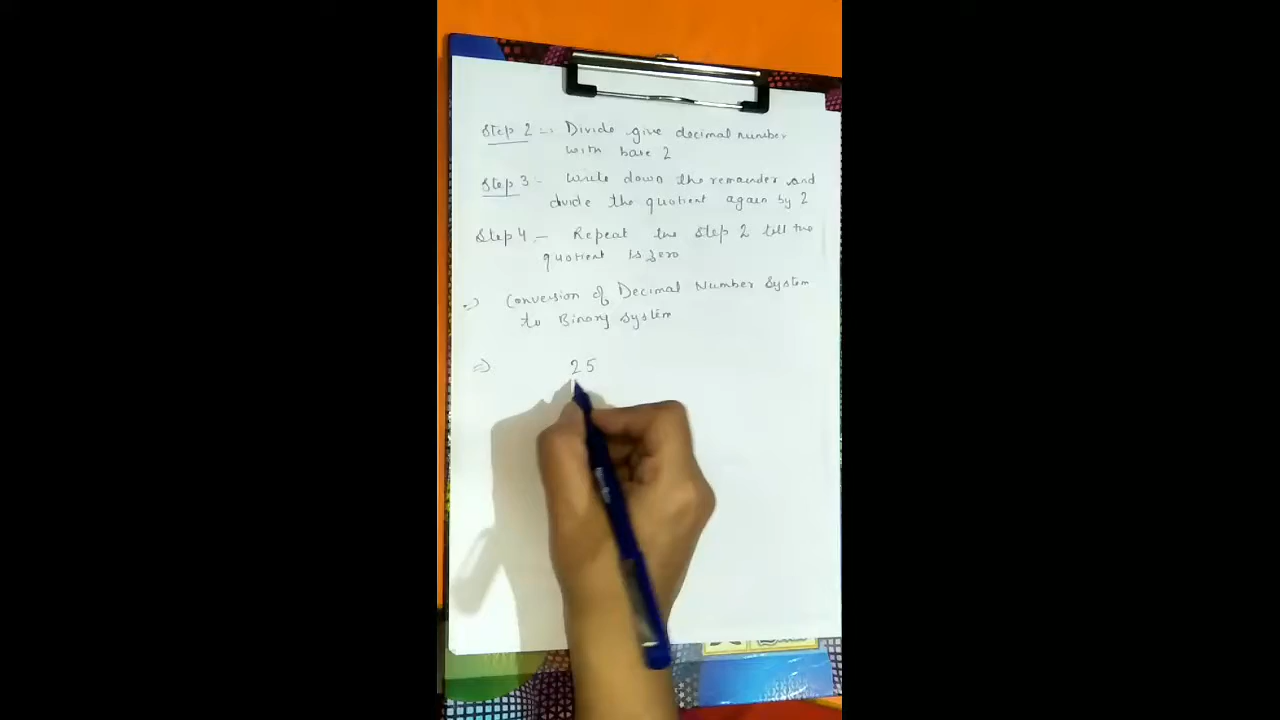 Step 2 :- Divide give decimal number
with base 2
Step 3 - Write down the remainder and
divide the quotient again by 2
Step 4 - Repeat the step 2 till the
quotient is zero
Conversion of Decimal Number System
to Binary System
⇒ 25